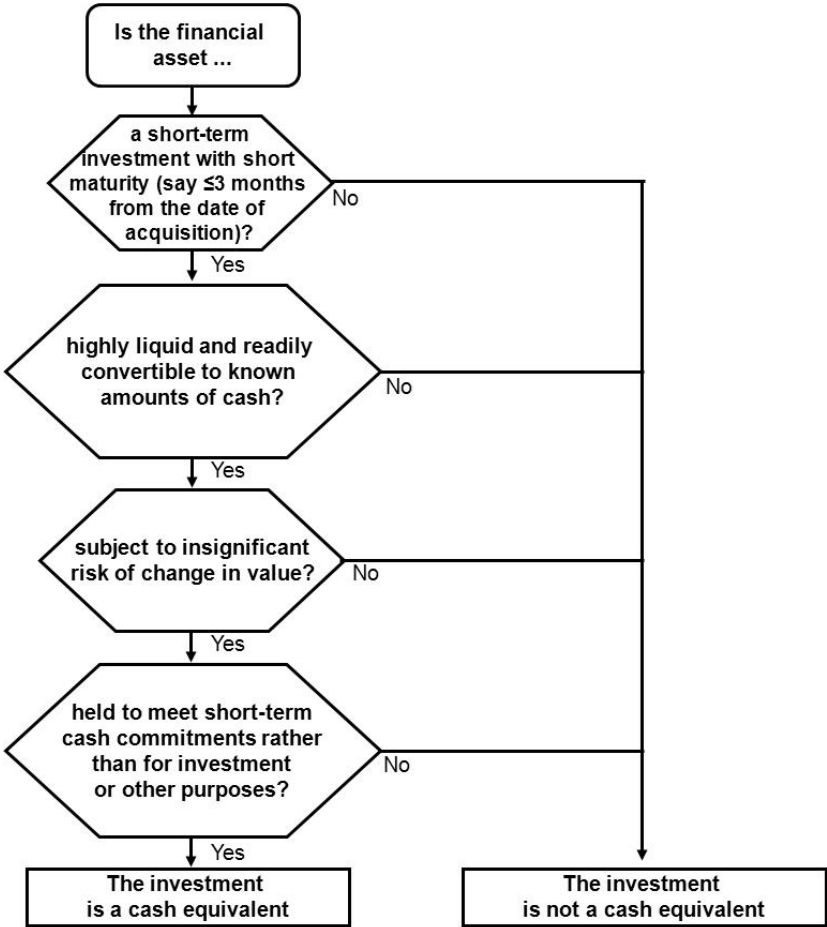 Is the financial
asset ...
a short-term
investment with short
maturity (say ≤3 months
from the date of
acquisition)?
No
Yes
highly liquid and readily
convertible to known
amounts of cash?
No
Yes
subject to insignificant
risk of change in value?
No
Yes
held to meet short-term
cash commitments rather
than for investment
or other purposes?
No
Yes
The investment
is a cash equivalent
The investment
is not a cash equivalent